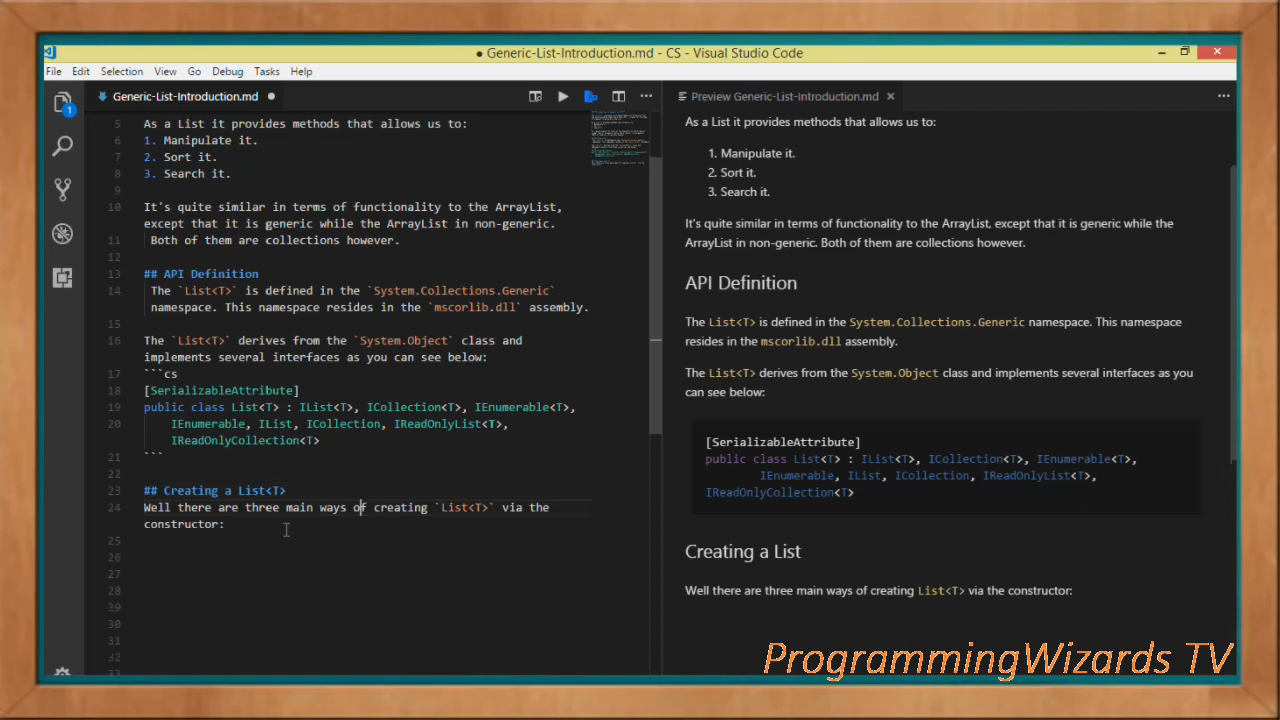 ● Generic-List-Introduction.md - CS - Visual Studio Code
File Edit Selection View Go Debug Tasks Help
Generic-List-Introduction.md ●
Preview Generic-List-Introduction.md ×
1
5 As a List it provides methods that allows us to:
6 1. Manipulate it.
7 2. Sort it.
8 3. Search it.
9
10 It's quite similar in terms of functionality to the ArrayList,
except that it is generic while the ArrayList in non-generic.
11 Both of them are collections however.
12
13 ## API Definition
14 The `List<T>` is defined in the `System.Collections.Generic`
namespace. This namespace resides in the `mscorlib.dll` assembly.
15
16 The `List<T>` derives from the `System.Object` class and
implements several interfaces as you can see below:
17 ```cs
18 [SerializableAttribute]
19 public class List<T> : IList<T>, ICollection<T>, IEnumerable<T>,
20 IEnumerable, IList, ICollection, IReadOnlyList<T>,
IReadOnlyCollection<T>
21 ```
22
23 ## Creating a List<T>
24 Well there are three main ways of creating `List<T>` via the
constructor:
25
26
27
28
29
30
31
32
33
As a List it provides methods that allows us to:
1. Manipulate it.
2. Sort it.
3. Search it.
It's quite similar in terms of functionality to the ArrayList, except that it is generic while the
ArrayList in non-generic. Both of them are collections however.
API Definition
The List<T> is defined in the System.Collections.Generic namespace. This namespace
resides in the mscorlib.dll assembly.
The List<T> derives from the System.Object class and implements several interfaces as you
can see below:
[SerializableAttribute]
public class List<T> : IList<T>, ICollection<T>, IEnumerable<T>,
IEnumerable, IList, ICollection, IReadOnlyList<T>,
IReadOnlyCollection<T>
Creating a List
Well there are three main ways of creating List<T> via the constructor:
ProgrammingWizards TV